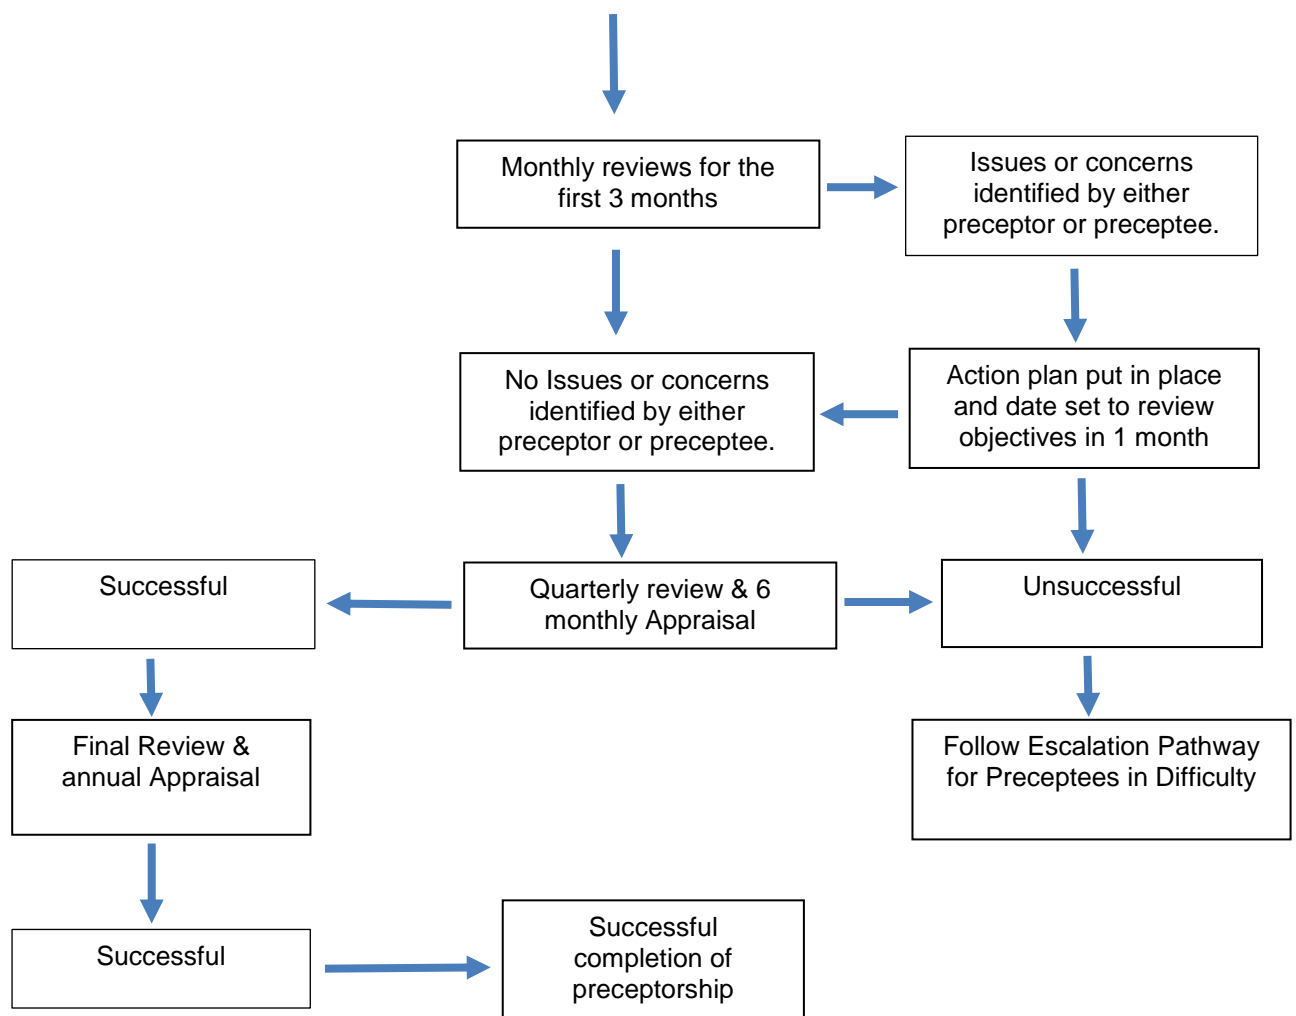 Monthly reviews for the
first 3 months
Issues or concerns
identified by either
preceptor or preceptee.
No Issues or concerns
identified by either
preceptor or preceptee.
Action plan put in place
and date set to review
objectives in 1 month
Successful
Quarterly review & 6
monthly Appraisal
Unsuccessful
Final Review &
annual Appraisal
Follow Escalation Pathway
for Preceptees in Difficulty
Successful
Successful
completion of
preceptorship